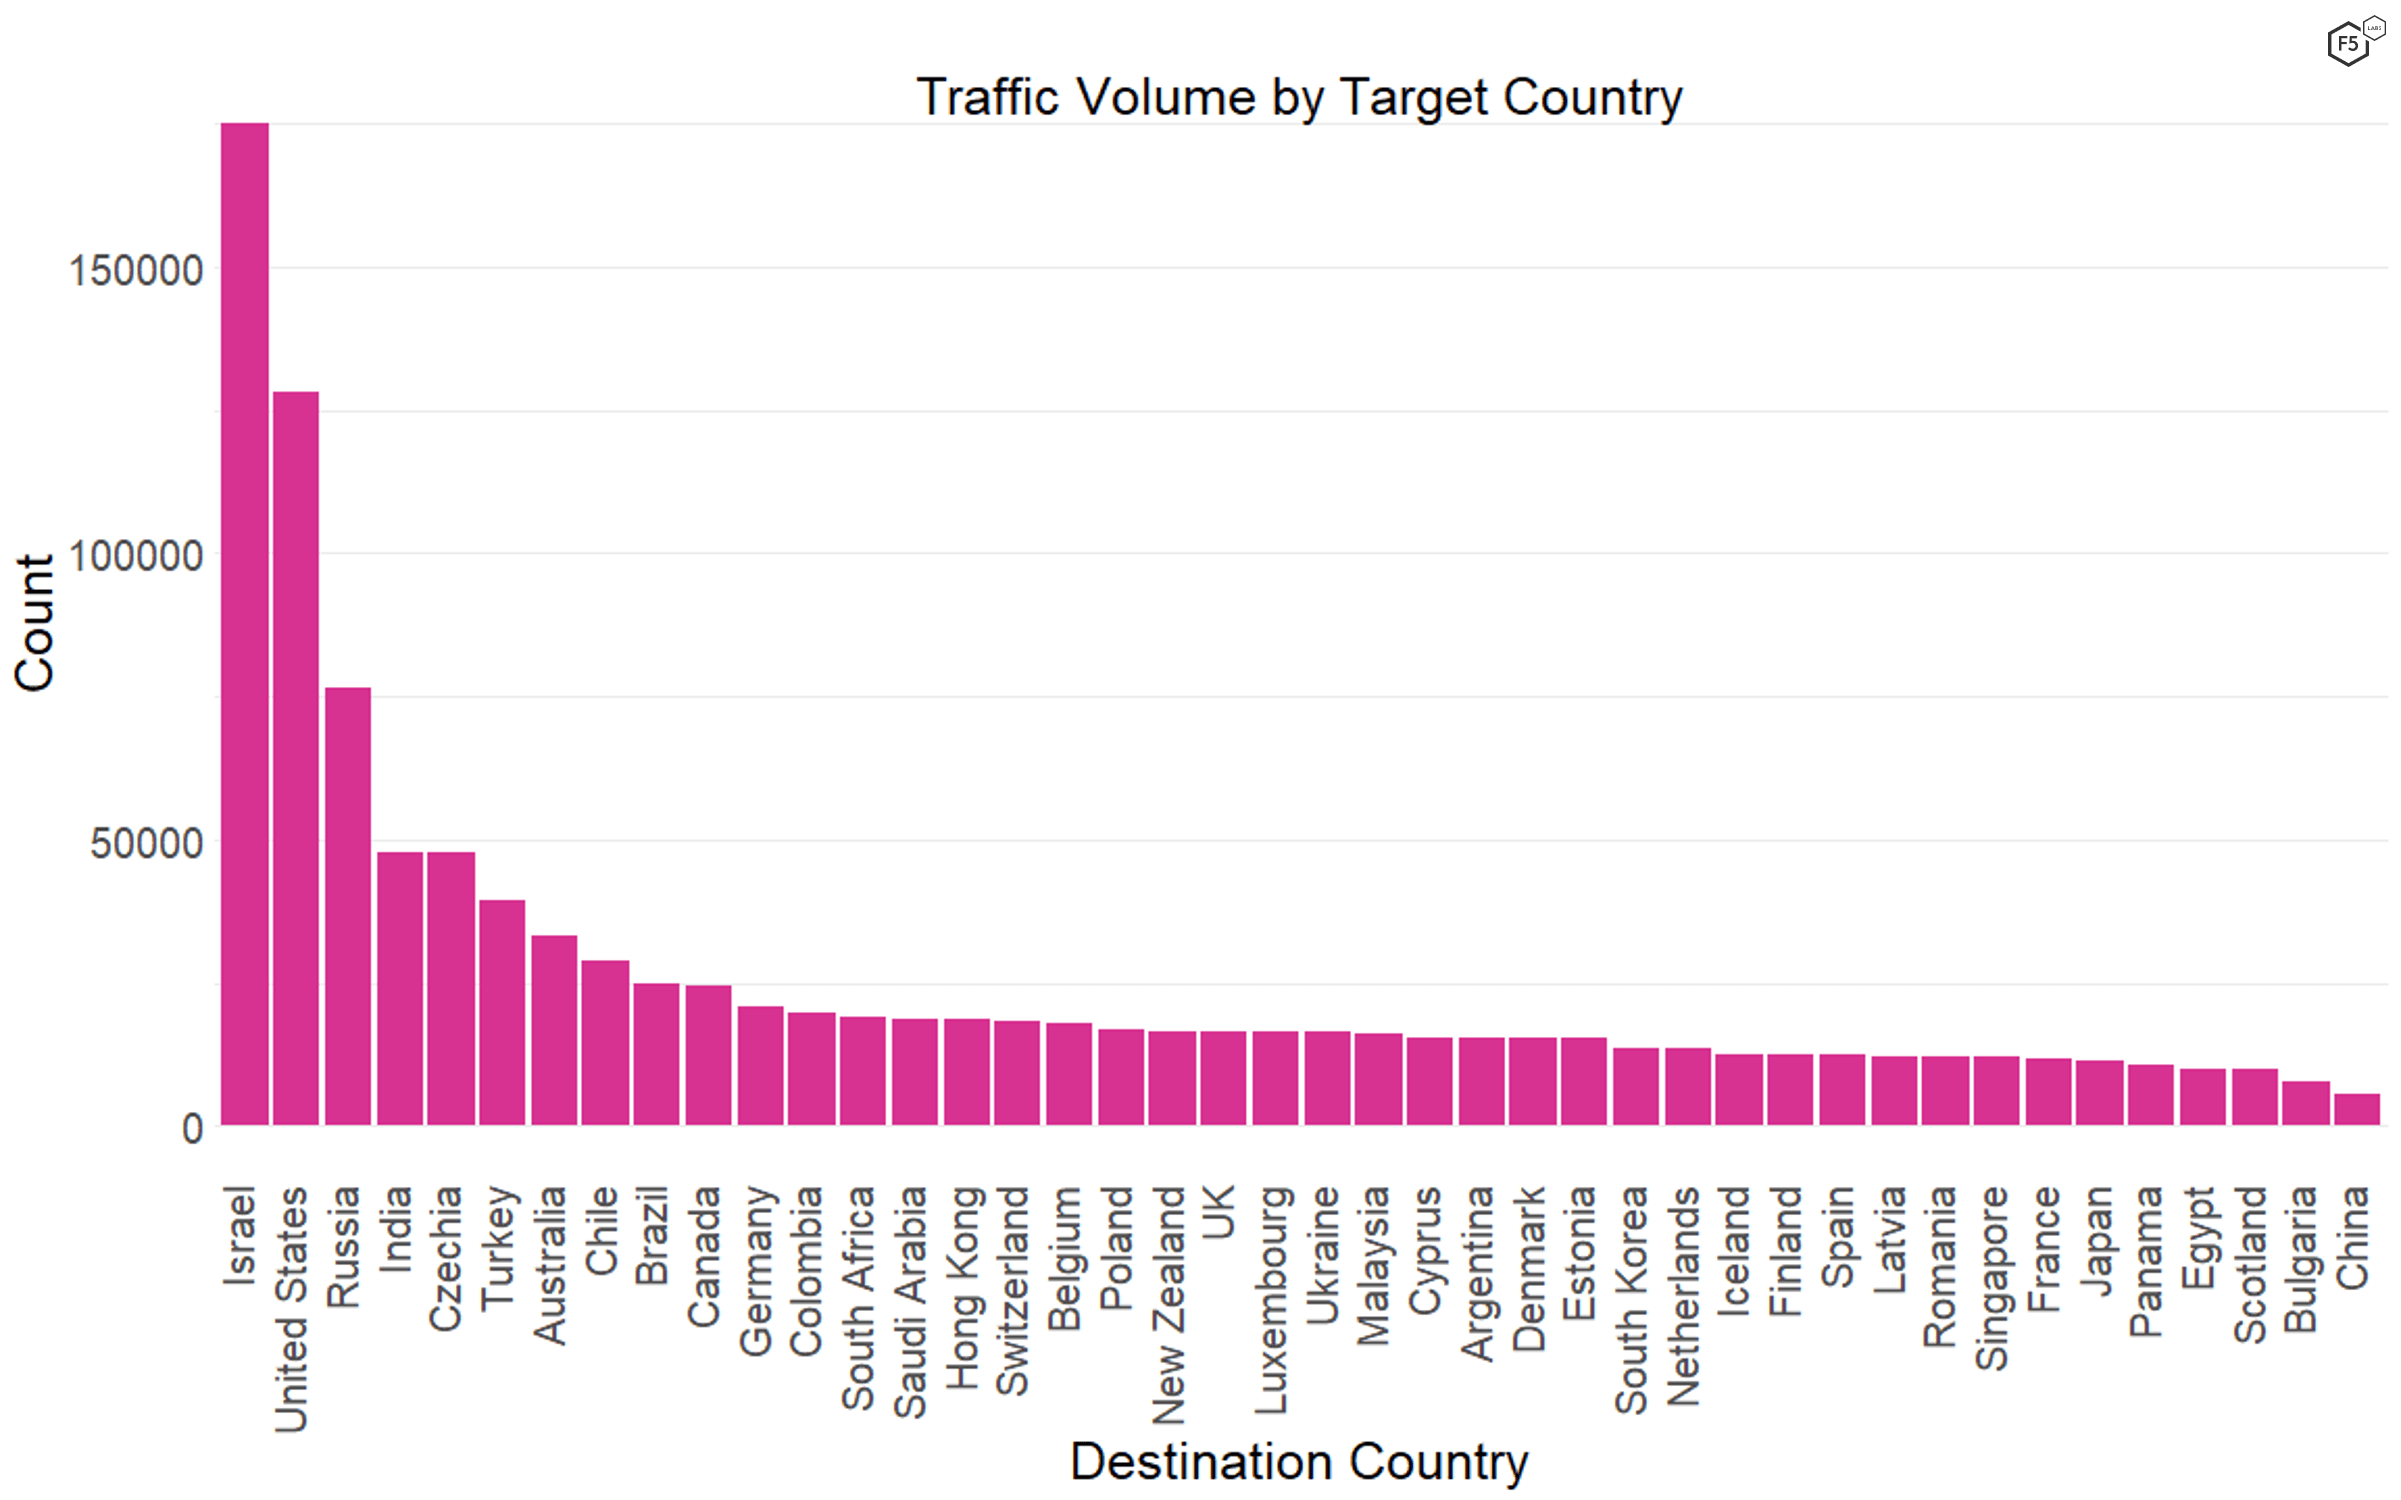 F5
LABS
Traffic Volume by Target Country
150000
100000
50000
0
Count
Israel
United States
Russia
India
Czechia
Turkey
Australia
Chile
Brazil
Canada
Germany
Colombia
South Africa
Saudi Arabia
Hong Kong
Switzerland
Belgium
Poland
New Zealand
UK
Luxembourg
Ukraine
Malaysia
Cyprus
Argentina
Denmark
Estonia
South Korea
Netherlands
Iceland
Finland
Spain
Latvia
Romania
Singapore
France
Japan
Panama
Egypt
Scotland
Bulgaria
China
Destination Country